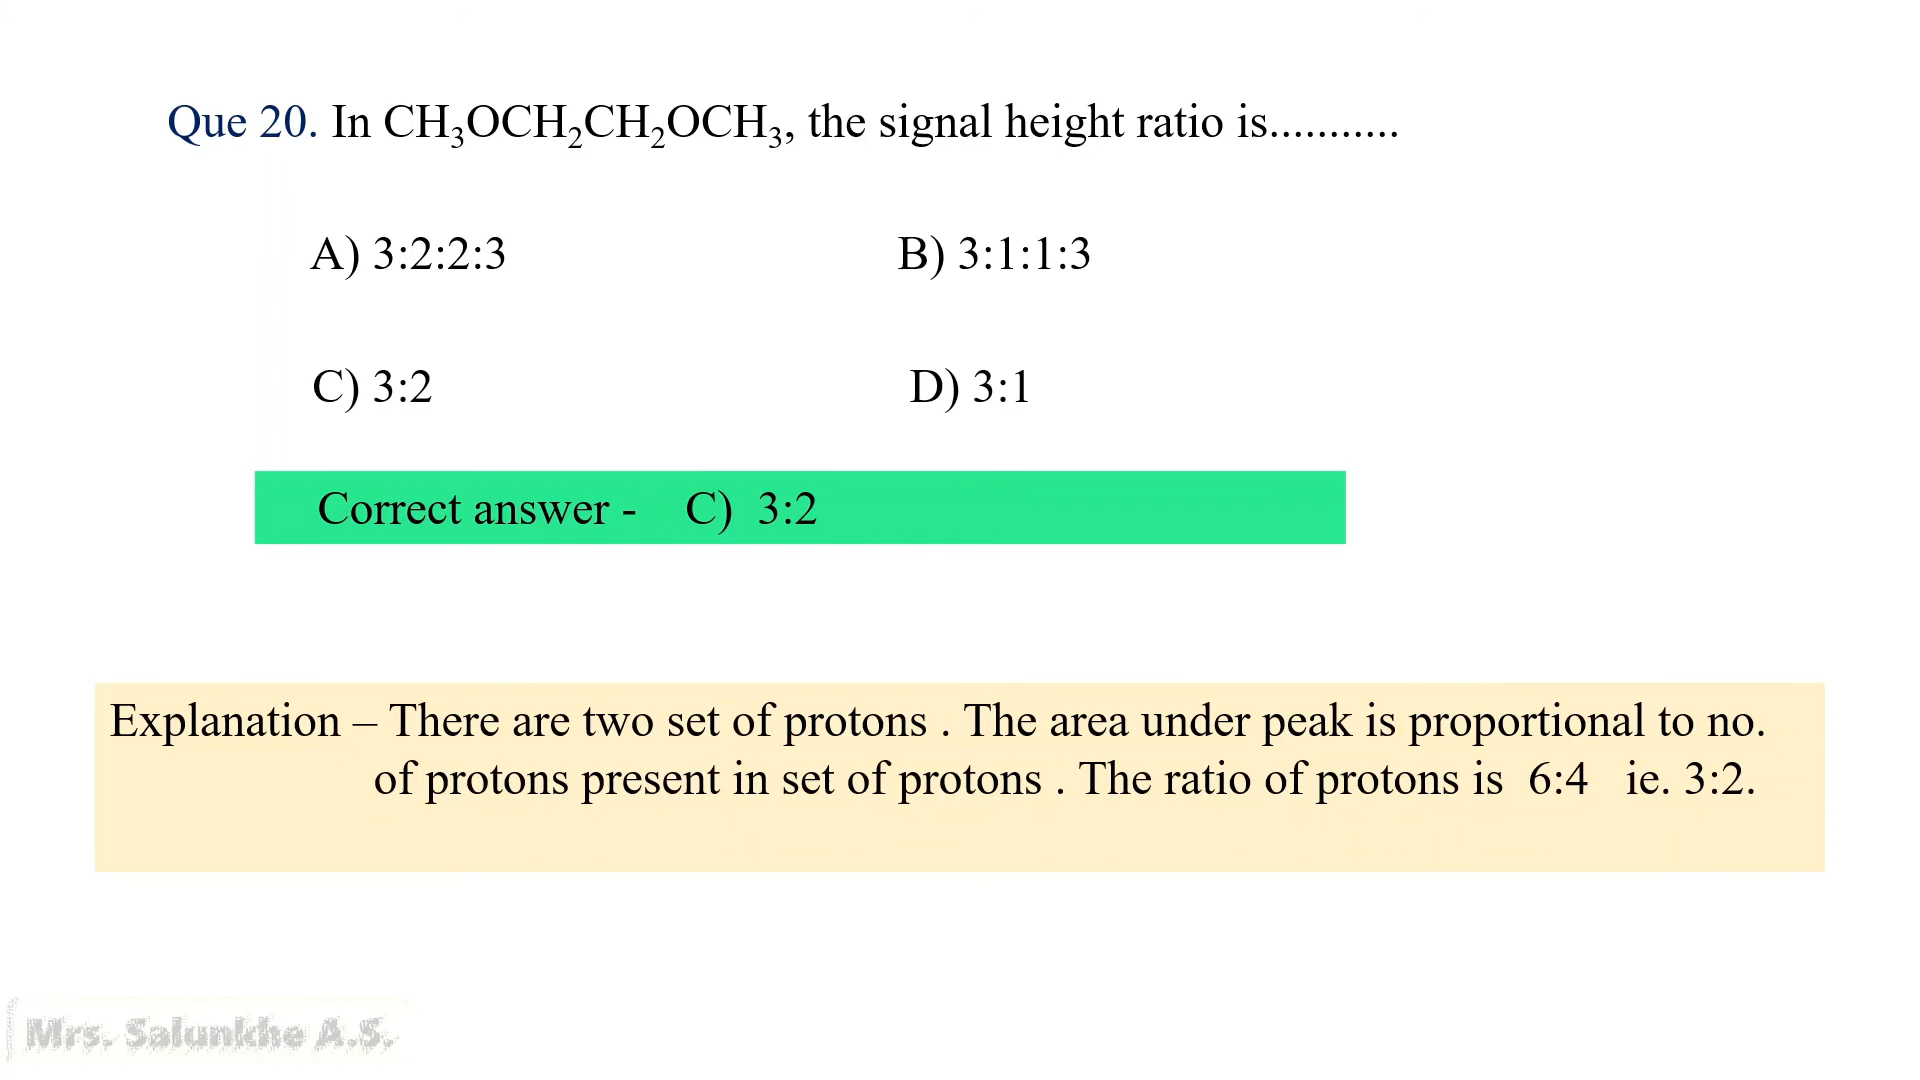 Que 20. In CH₃OCH₂CH₂OCH₃, the signal height ratio is...........
A) 3:2:2:3 B) 3:1:1:3
C) 3:2 D) 3:1
Correct answer - C) 3:2
Explanation – There are two set of protons . The area under peak is proportional to no.
of protons present in set of protons . The ratio of protons is 6:4 ie. 3:2.
Mrs. Salunkhe A.S.